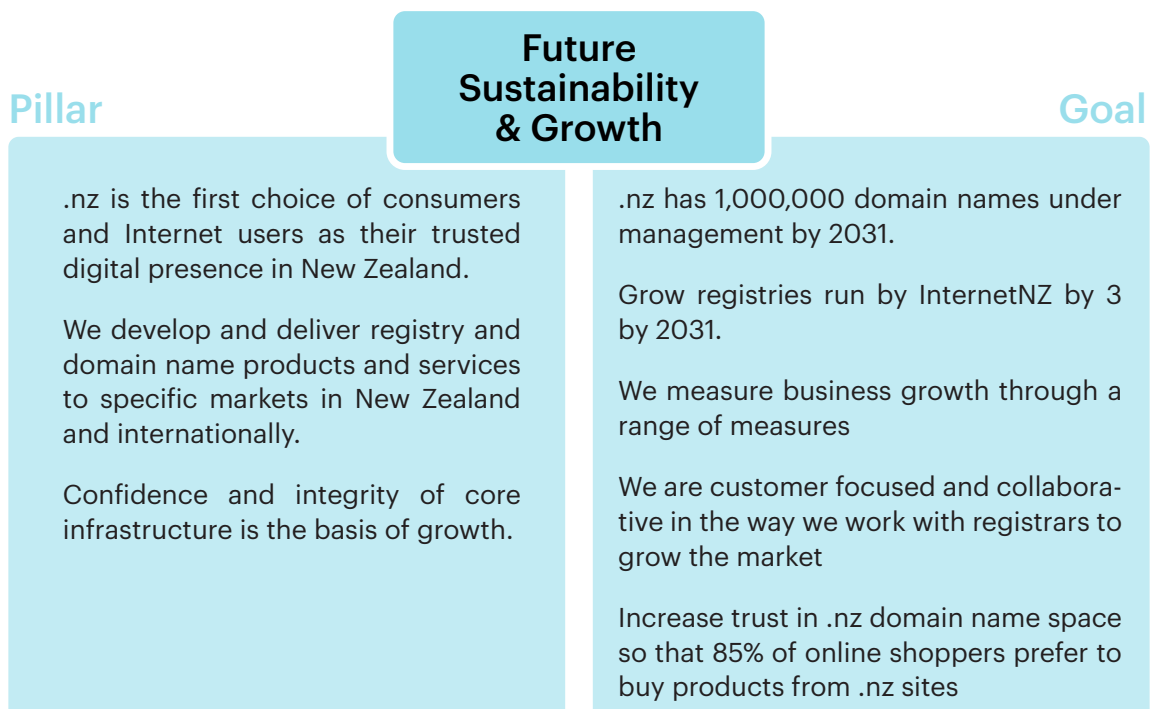 Future
Sustainability
& Growth
Pillar
.nz is the first choice of consumers
and Internet users as their trusted
digital presence in New Zealand.
We develop and deliver registry and
domain name products and services
to specific markets in New Zealand
and internationally.
Confidence and integrity of core
infrastructure is the basis of growth.
Goal
.nz has 1,000,000 domain names under
management by 2031.
Grow registries run by InternetNZ by 3
by 2031.
We measure business growth through a
range of measures
We are customer focused and collabora-
tive in the way we work with registrars to
grow the market
Increase trust in .nz domain name space
so that 85% of online shoppers prefer to
buy products from .nz sites